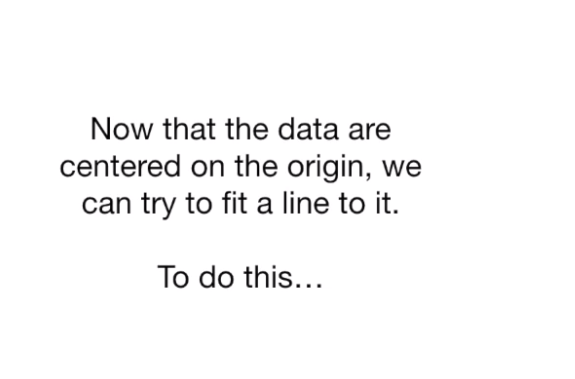 Now that the data are
centered on the origin, we
can try to fit a line to it.
To do this…